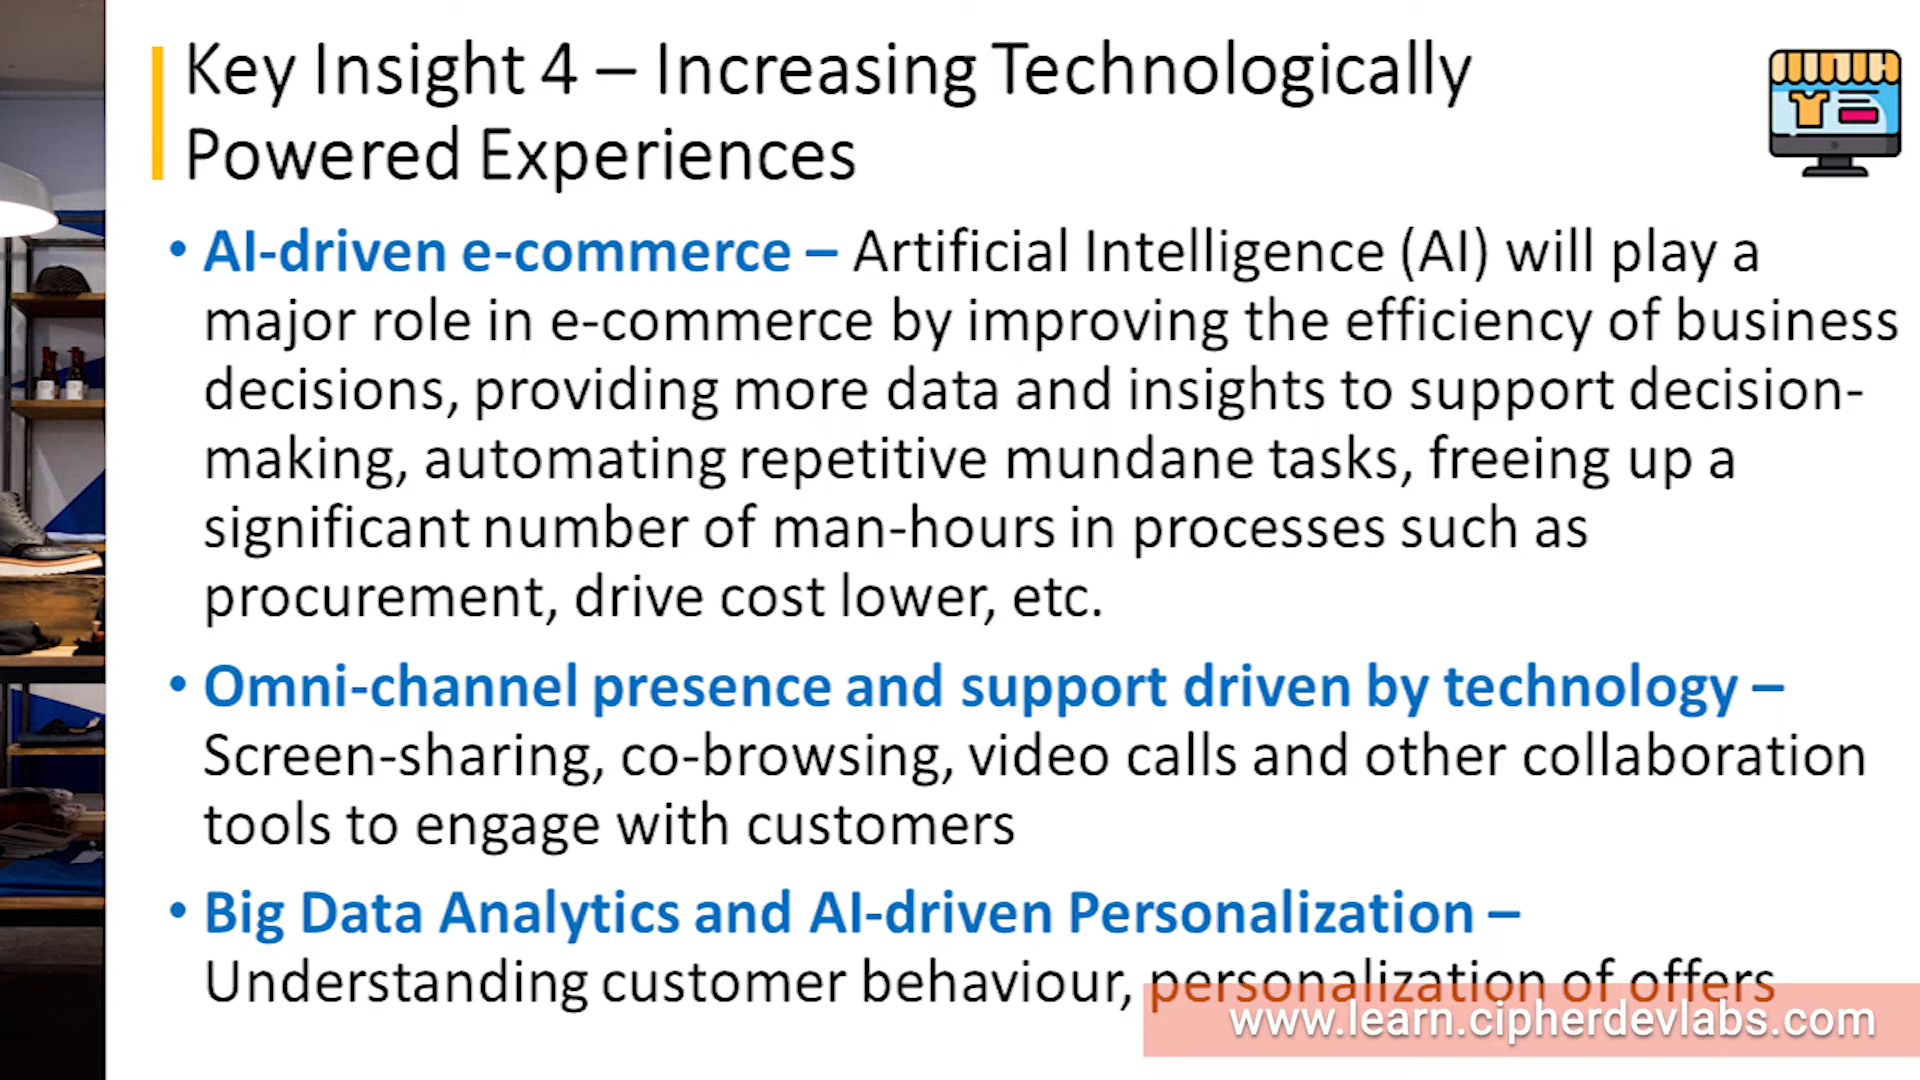 Key Insight 4 – Increasing Technologically
Powered Experiences
• AI-driven e-commerce – Artificial Intelligence (AI) will play a
major role in e-commerce by improving the efficiency of business
decisions, providing more data and insights to support decision-
making, automating repetitive mundane tasks, freeing up a
significant number of man-hours in processes such as
procurement, drive cost lower, etc.
• Omni-channel presence and support driven by technology –
Screen-sharing, co-browsing, video calls and other collaboration
tools to engage with customers
• Big Data Analytics and AI-driven Personalization –
Understanding customer behaviour, personalization of offers
www.learn.cipherdevlabs.com